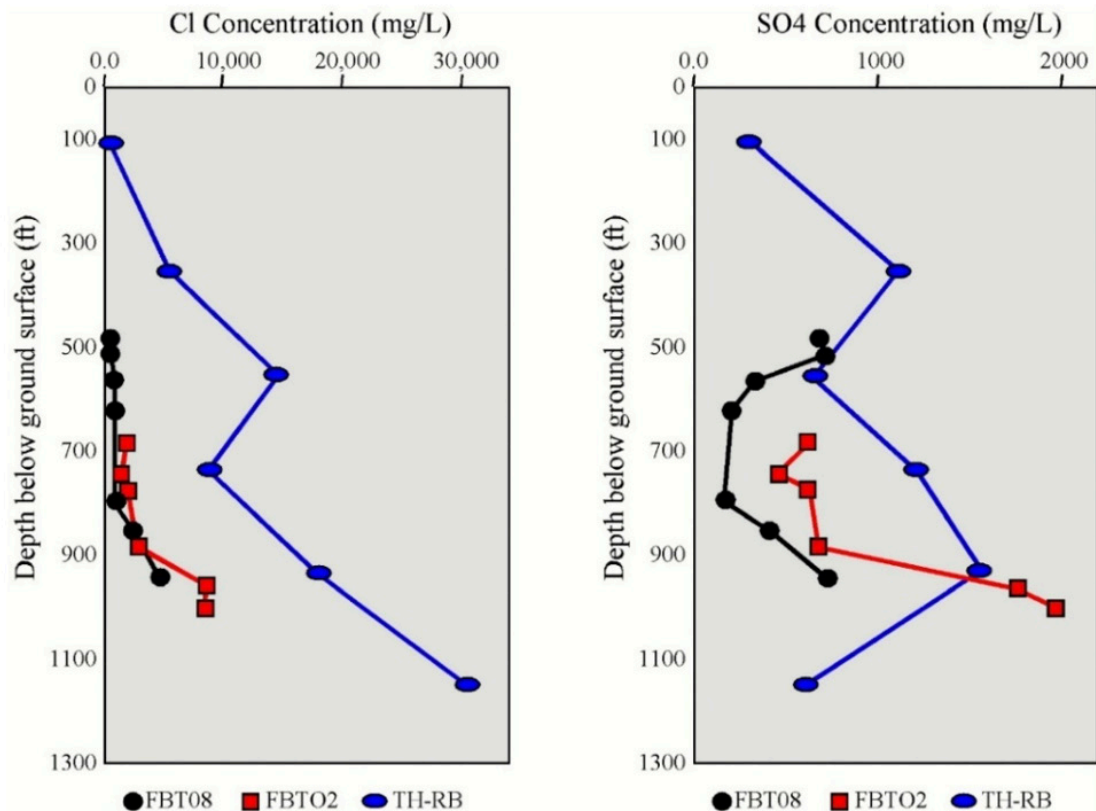 Cl Concentration (mg/L)
0.0 10,000 20,000 30,000
0
100
300
500
700
900
1100
1300
Depth below ground surface (ft)
FBT08 FBTO2 TH-RB
SO4 Concentration (mg/L)
0.0 1000 2000
0
100
300
500
700
900
1100
1300
Depth below ground surface (ft)
FBT08 FBTO2 TH-RB